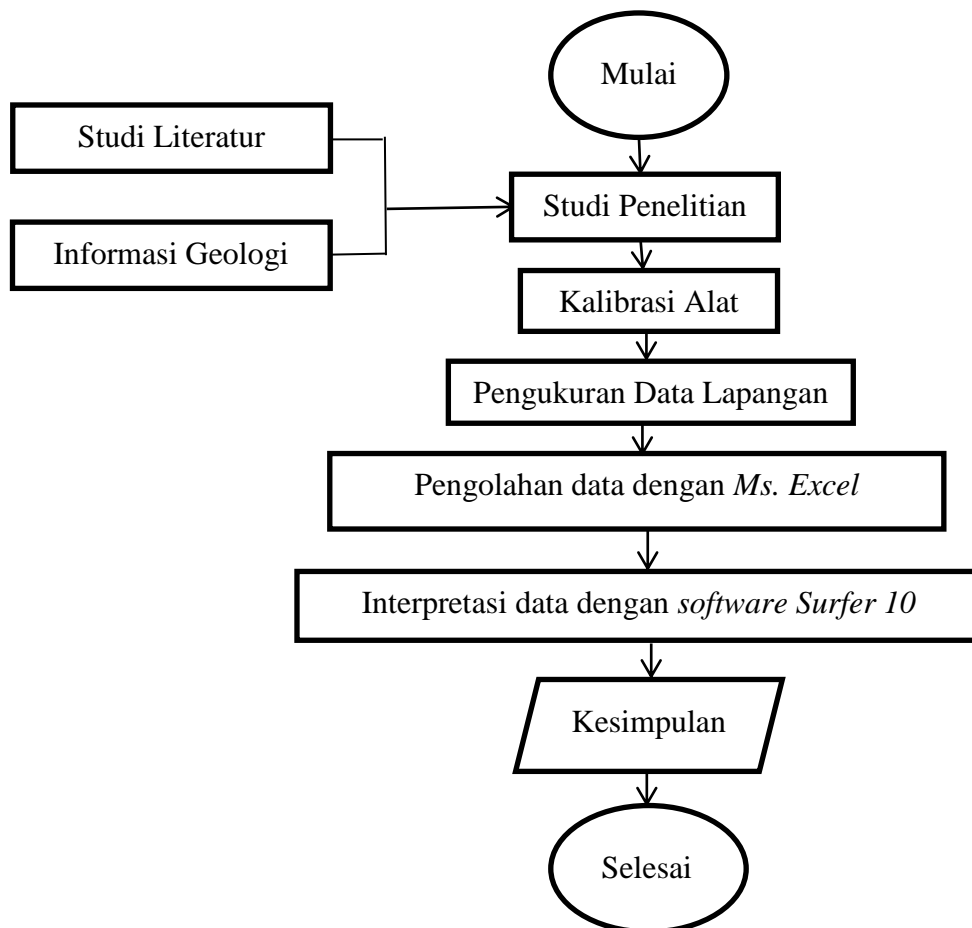 Mulai
Studi Literatur
Studi Penelitian
Informasi Geologi
Kalibrasi Alat
Pengukuran Data Lapangan
Pengolahan data dengan Ms. Excel
Interpretasi data dengan software Surfer 10
Kesimpulan
Selesai